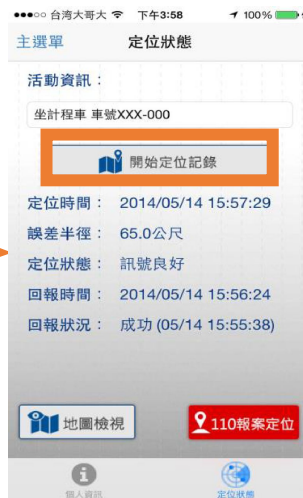 台湾大哥大 下午3:58 100%
主選單 定位狀態
活動資訊：
坐計程車 車號XXX-000
開始定位記錄
定位時間： 2014/05/14 15:57:29
誤差半徑： 65.0公尺
定位狀態： 訊號良好
回報時間： 2014/05/14 15:56:24
回報狀況： 成功 (05/14 15:55:38)
地圖檢視 110報案定位
個人資訊 定位狀態